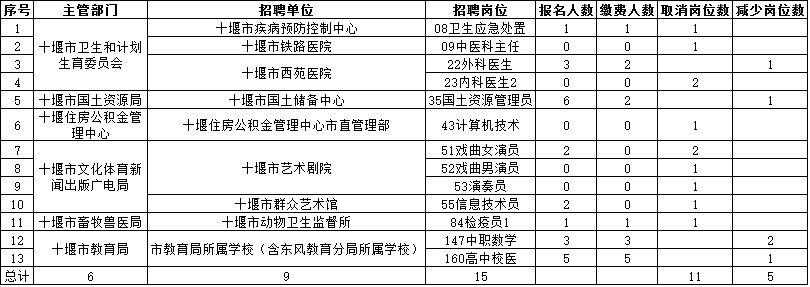 序号 主管部门 招聘单位 招聘岗位 报名人数 缴费人数 取消岗位数 减少岗位数
1 十堰市卫生和计划生育委员会 十堰市疾病预防控制中心 08卫生应急处置 1 1 1
2 十堰市铁路医院 09中医科主任 0 0 1
3 十堰市西苑医院 22外科医生 3 2 1
4 23内科医生2 0 0 2
5 十堰市国土资源局 十堰市国土储备中心 35国土资源管理员 6 2 1
6 十堰住房公积金管理中心 十堰住房公积金管理中心市直管理部 43计算机技术 0 0 1
7 十堰市文化体育新闻出版广电局 十堰市艺术剧院 51戏曲女演员 2 0 2
8 52戏曲男演员 0 0 1
9 53演奏员 0 0 1
10 十堰市群众艺术馆 55信息技术员 2 0 1
11 十堰市畜牧兽医局 十堰市动物卫生监督所 84检疫员1 1 1 1
12 十堰市教育局 市教育局所属学校（含东风教育分局所属学校） 147中职数学 3 3 2
13 160高中校医 5 5 1
总计 6 9 15 11 5